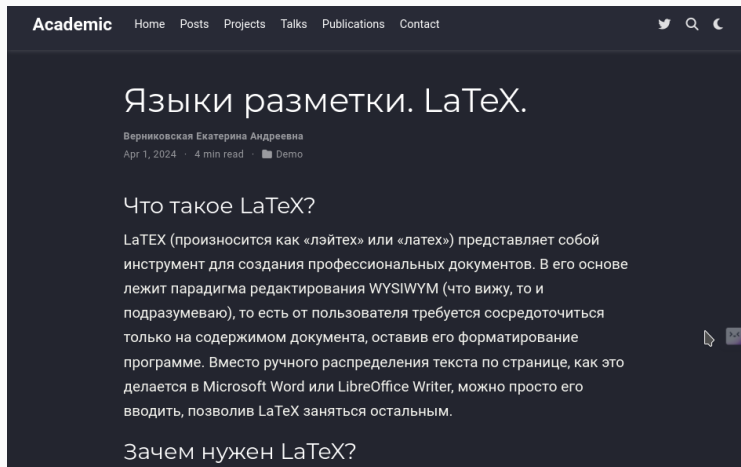 Academic Home Posts Projects Talks Publications Contact
Языки разметки. LaTeX.
Верниковская Екатерина Андреевна
Apr 1, 2024 · 4 min read · Demo
Что такое LaTeX?
LaTEX (произносится как «лэйтех» или «латех») представляет собой
инструмент для создания профессиональных документов. В его основе
лежит парадигма редактирования WYSIWYM (что вижу, то и
подразумеваю), то есть от пользователя требуется сосредоточиться
только на содержимом документа, оставив его форматирование
программе. Вместо ручного распределения текста по странице, как это
делается в Microsoft Word или LibreOffice Writer, можно просто его
вводить, позволив LaTeX заняться остальным.
Зачем нужен LaTeX?